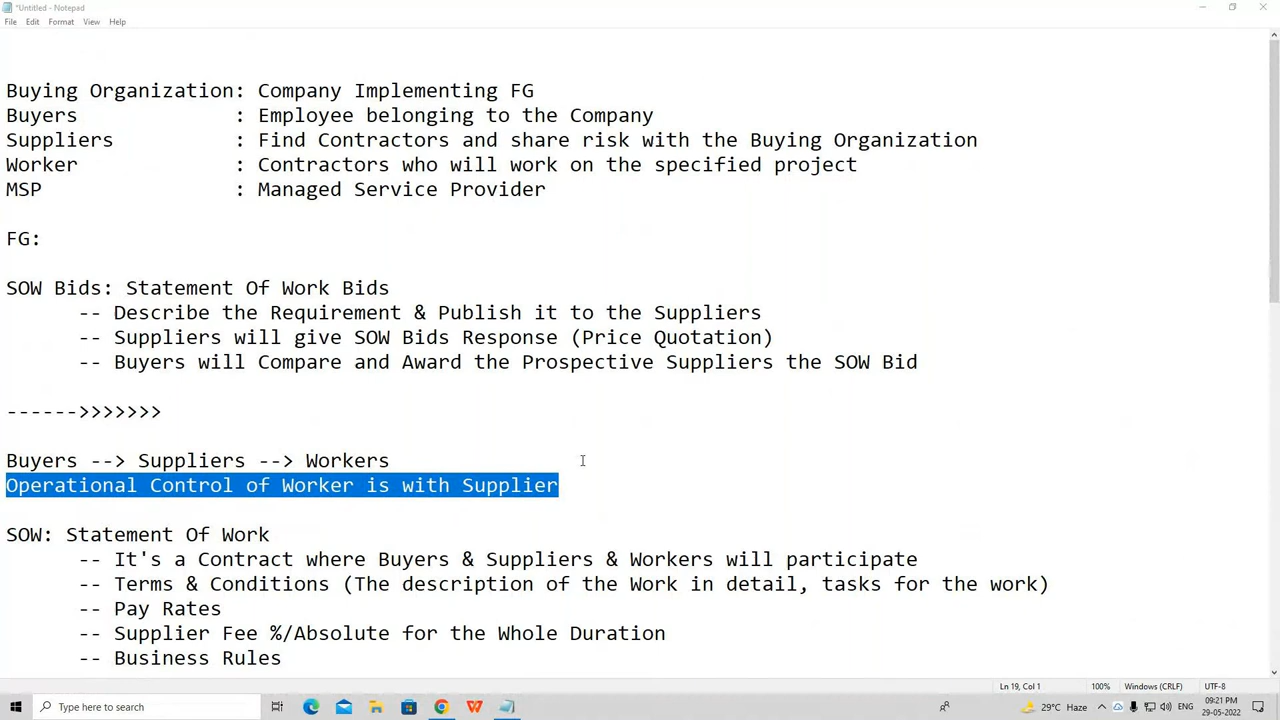 *Untitled - Notepad
File Edit Format View Help
Buying Organization: Company Implementing FG
Buyers : Employee belonging to the Company
Suppliers : Find Contractors and share risk with the Buying Organization
Worker : Contractors who will work on the specified project
MSP : Managed Service Provider
FG:
SOW Bids: Statement Of Work Bids
-- Describe the Requirement & Publish it to the Suppliers
-- Suppliers will give SOW Bids Response (Price Quotation)
-- Buyers will Compare and Award the Prospective Suppliers the SOW Bid
------>>>>>>>
Buyers --> Suppliers --> Workers
Operational Control of Worker is with Supplier
SOW: Statement Of Work
-- It's a Contract where Buyers & Suppliers & Workers will participate
-- Terms & Conditions (The description of the Work in detail, tasks for the work)
-- Pay Rates
-- Supplier Fee %/Absolute for the Whole Duration
-- Business Rules
Ln 19, Col 1 100% Windows (CRLF) UTF-8
Type here to search
29°C Haze
09:21 PM
29-05-2022